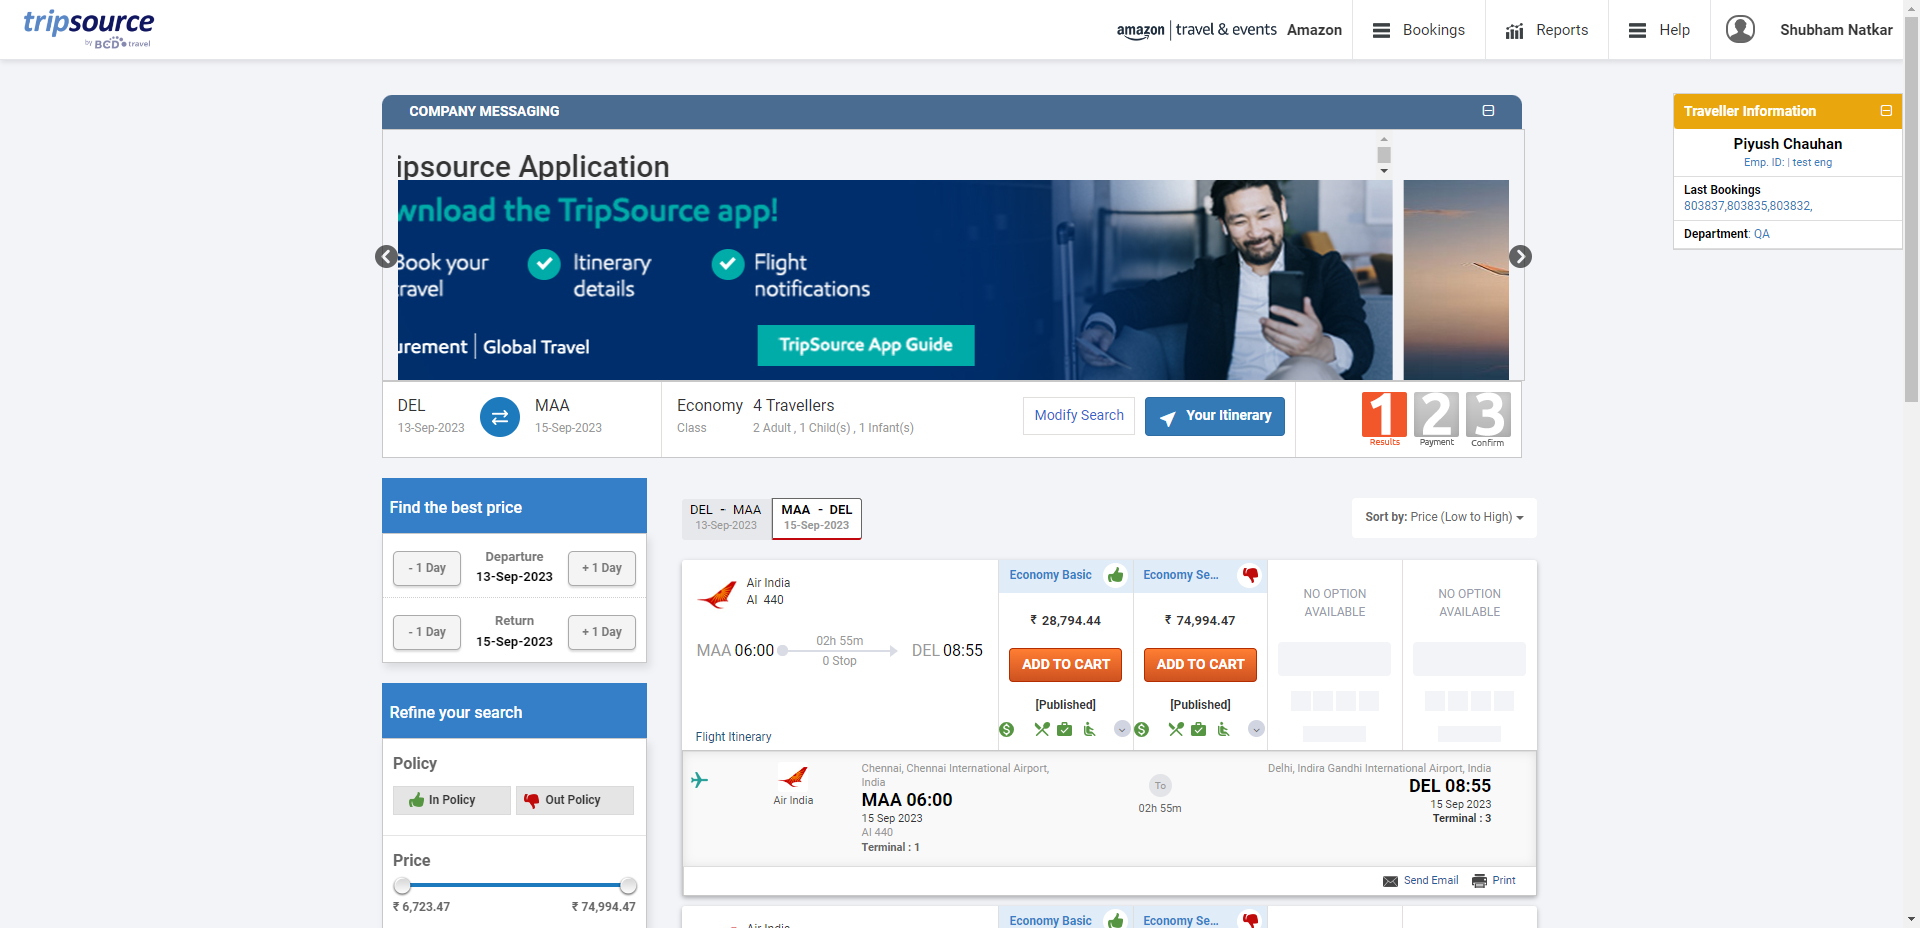 tripsource
by BCD travel
amazon | travel & events Amazon
Bookings
Reports
Help
Shubham Natkar
COMPANY MESSAGING
ipsource Application
wnload the TripSource app!
Book your
travel
Itinerary
details
Flight
notifications
urement | Global Travel
TripSource App Guide
Traveller Information
Piyush Chauhan
Emp. ID: | test eng
Last Bookings
803837,803835,803832,
Department: QA
DEL
13-Sep-2023
MAA
15-Sep-2023
Economy
Class
4 Travellers
2 Adult , 1 Child(s) , 1 Infant(s)
Modify Search
Your Itinerary
1
Results
2
Payment
3
Confirm
Find the best price
- 1 Day
Departure
13-Sep-2023
+ 1 Day
- 1 Day
Return
15-Sep-2023
+ 1 Day
Refine your search
Policy
In Policy
Out Policy
Price
₹ 6,723.47
₹ 74,994.47
DEL - MAA
13-Sep-2023
MAA - DEL
15-Sep-2023
Sort by: Price (Low to High)
Air India
AI 440
MAA 06:00
02h 55m
0 Stop
DEL 08:55
Flight Itinerary
Economy Basic
₹ 28,794.44
ADD TO CART
[Published]
Economy Se...
₹ 74,994.47
ADD TO CART
[Published]
NO OPTION
AVAILABLE
NO OPTION
AVAILABLE
Air India
Chennai, Chennai International Airport,
India
MAA 06:00
15 Sep 2023
AI 440
Terminal : 1
To
02h 55m
Delhi, Indira Gandhi International Airport, India
DEL 08:55
15 Sep 2023
Terminal : 3
Send Email
Print
Air India
Economy Basic
Economy Se...